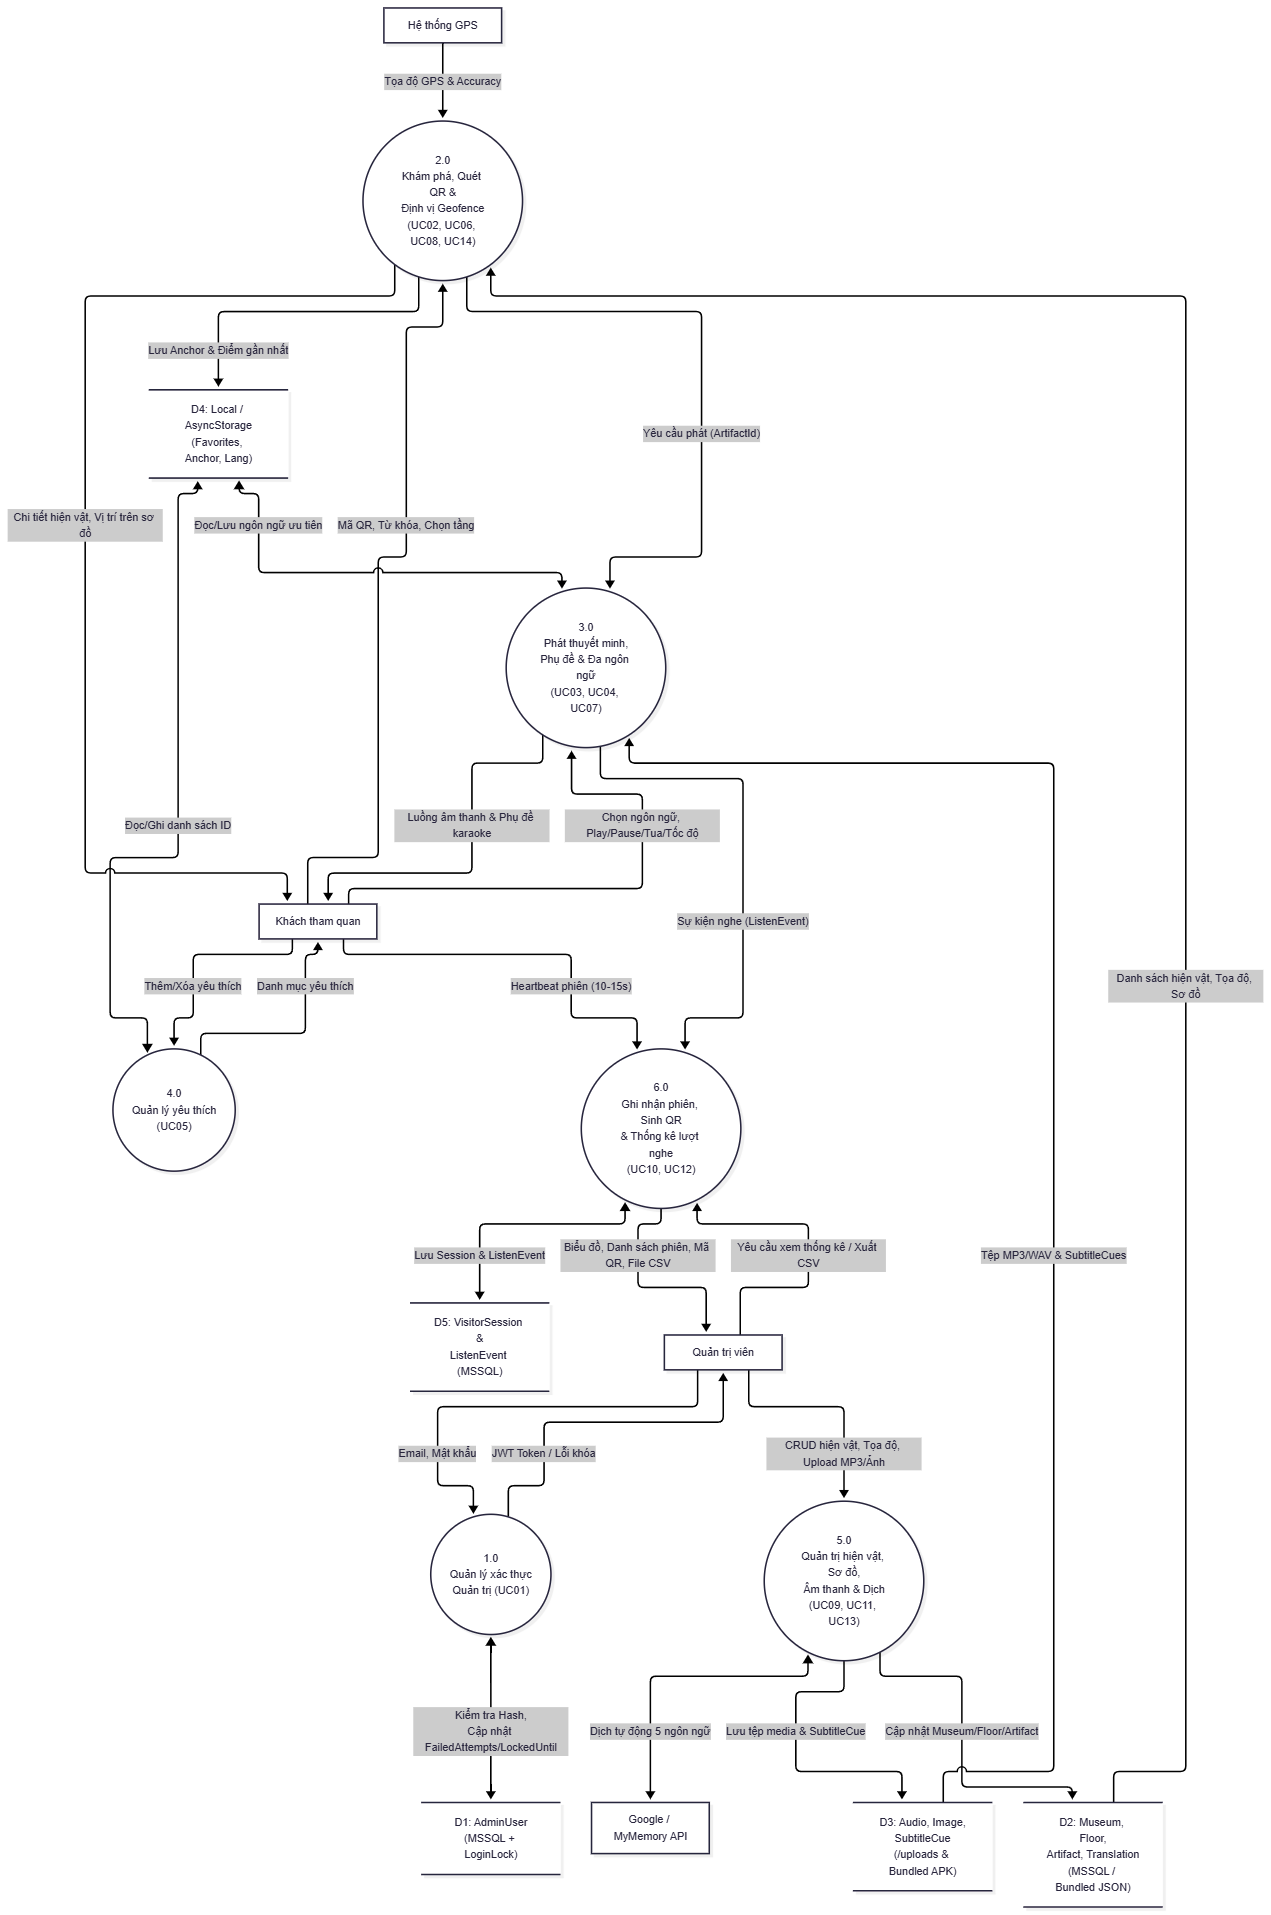 Hệ thống GPS
Tọa độ GPS & Accuracy
2.0
Khám phá, Quét
QR &
Định vị Geofence
(UC02, UC06,
UC08, UC14)
Lưu Anchor & Điểm gần nhất
D4: Local /
AsyncStorage
(Favorites,
Anchor, Lang)
Yêu cầu phát (ArtifactId)
Chi tiết hiện vật, Vị trí trên sơ
đồ
Đọc/Lưu ngôn ngữ ưu tiên
Mã QR, Từ khóa, Chọn tầng
3.0
Phát thuyết minh,
Phụ đề & Đa ngôn
ngữ
(UC03, UC04,
UC07)
Đọc/Ghi danh sách ID
Luồng âm thanh & Phụ đề
karaoke
Chọn ngôn ngữ,
Play/Pause/Tua/Tốc độ
Khách tham quan
Sự kiện nghe (ListenEvent)
Thêm/Xóa yêu thích
Danh mục yêu thích
Heartbeat phiên (10-15s)
Danh sách hiện vật, Tọa độ,
Sơ đồ
4.0
Quản lý yêu thích
(UC05)
6.0
Ghi nhận phiên,
Sinh QR
& Thống kê lượt
nghe
(UC10, UC12)
Lưu Session & ListenEvent
Biểu đồ, Danh sách phiên, Mã
QR, File CSV
Yêu cầu xem thống kê / Xuất
CSV
Tệp MP3/WAV & SubtitleCues
D5: VisitorSession
&
ListenEvent
(MSSQL)
Quản trị viên
Email, Mật khẩu
JWT Token / Lỗi khóa
CRUD hiện vật, Tọa độ,
Upload MP3/Ảnh
1.0
Quản lý xác thực
Quản trị (UC01)
5.0
Quản trị hiện vật,
Sơ đồ,
Âm thanh & Dịch
(UC09, UC11,
UC13)
Kiểm tra Hash,
Cập nhật
FailedAttempts/LockedUntil
Dịch tự động 5 ngôn ngữ
Lưu tệp media & SubtitleCue
Cập nhật Museum/Floor/Artifact
D1: AdminUser
(MSSQL +
LoginLock)
Google /
MyMemory API
D3: Audio, Image,
SubtitleCue
(/uploads &
Bundled APK)
D2: Museum,
Floor,
Artifact, Translation
(MSSQL /
Bundled JSON)